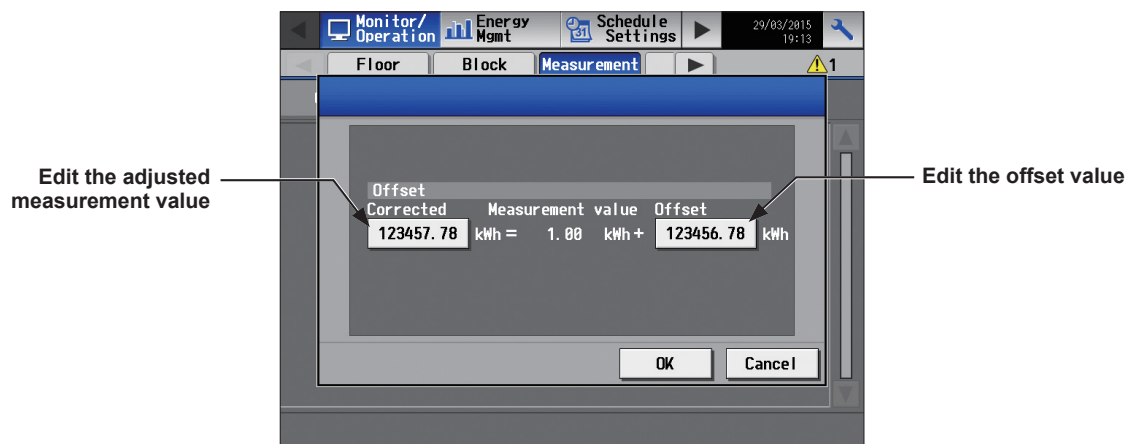 Monitor/ Operation
Energy Mgmt
31
Schedule Settings
29/03/2015
19:13
Floor
Block
Measurement
1
Edit the adjusted
measurement value
Edit the offset value
Offset
Corrected Measurement value Offset
123457.78 kWh = 1.00 kWh + 123456.78 kWh
OK
Cancel